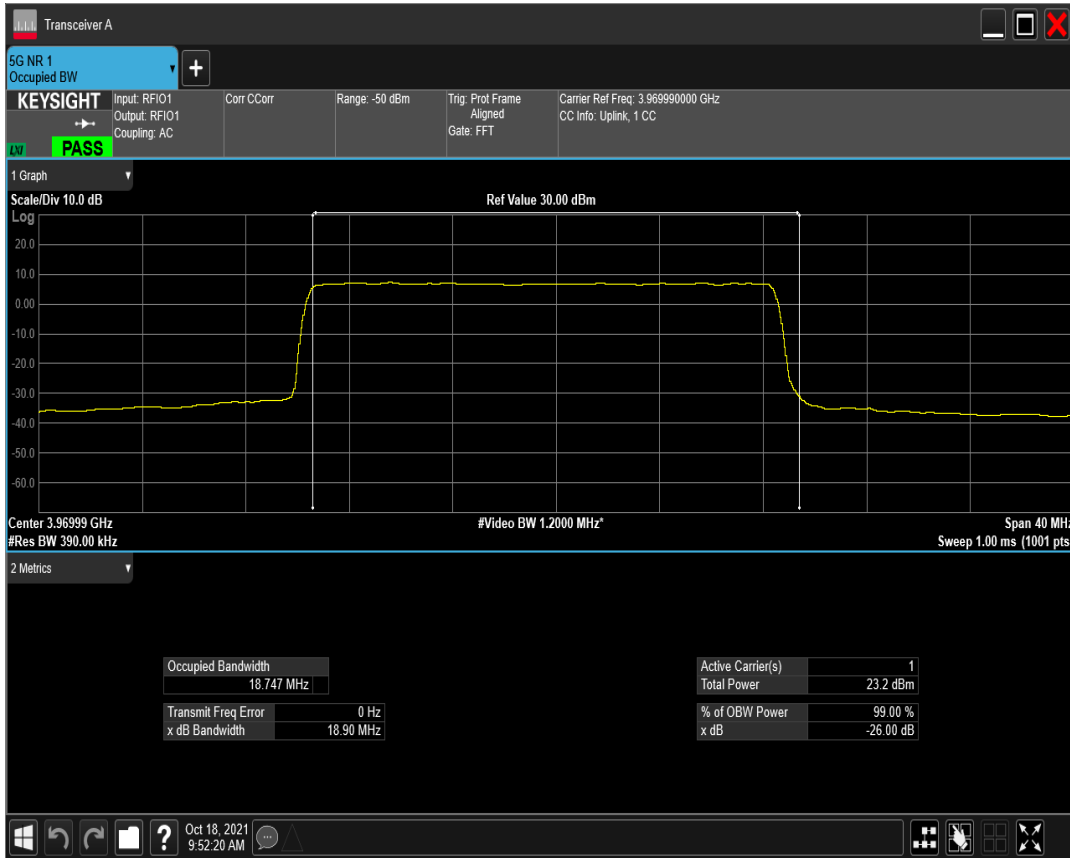 Transceiver A
5G NR 1
Occupied BW
KEYSIGHT
LXI
PASS
Input: RFIO1
Output: RFIO1
Coupling: AC
Corr CCorr
Range: -50 dBm
Trig: Prot Frame
Aligned
Gate: FFT
Carrier Ref Freq: 3.969990000 GHz
CC Info: Uplink, 1 CC
1 Graph
Scale/Div 10.0 dB
Ref Value 30.00 dBm
Log
20.0
10.0
0.00
-10.0
-20.0
-30.0
-40.0
-50.0
-60.0
Center 3.96999 GHz
#Video BW 1.2000 MHz*
Span 40 MHz
#Res BW 390.00 kHz
Sweep 1.00 ms (1001 pts
2 Metrics
Occupied Bandwidth
18.747 MHz
Transmit Freq Error 0 Hz
x dB Bandwidth 18.90 MHz
Active Carrier(s) 1
Total Power 23.2 dBm
% of OBW Power 99.00 %
x dB -26.00 dB
?
Oct 18, 2021
9:52:20 AM